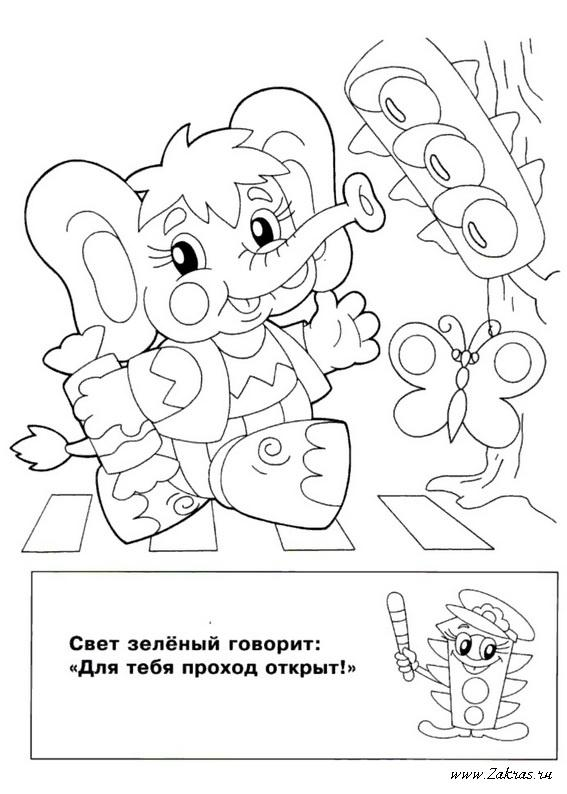 Свет зелёный говорит:
«Для тебя проход открыт!»
www.Zakras.ru